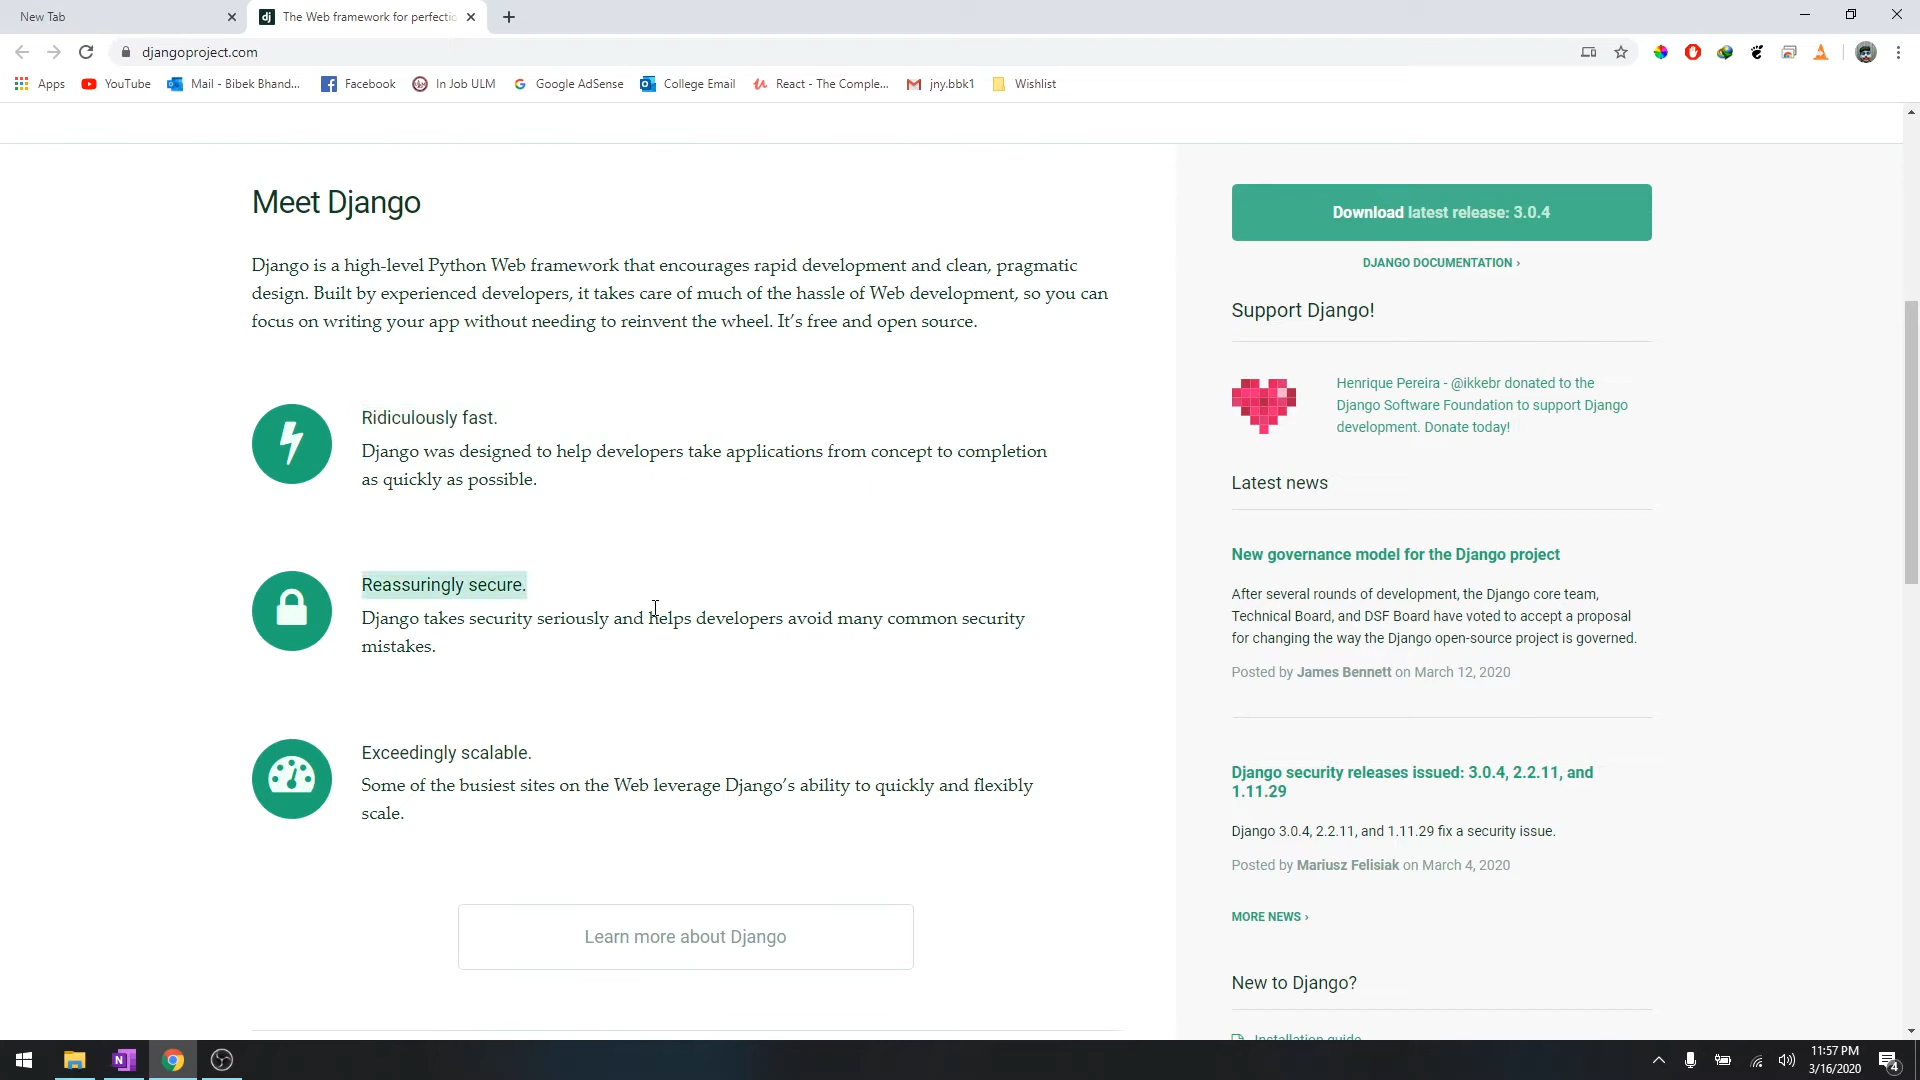 New Tab
dj The Web framework for perfectio
djangoproject.com
Apps YouTube Mail - Bibek Bhand... Facebook In Job ULM Google AdSense College Email React - The Comple... jny.bbk1 Wishlist
Meet Django
Django is a high-level Python Web framework that encourages rapid development and clean, pragmatic
design. Built by experienced developers, it takes care of much of the hassle of Web development, so you can
focus on writing your app without needing to reinvent the wheel. It’s free and open source.
Ridiculously fast.
Django was designed to help developers take applications from concept to completion
as quickly as possible.
Reassuringly secure.
Django takes security seriously and helps developers avoid many common security
mistakes.
Exceedingly scalable.
Some of the busiest sites on the Web leverage Django’s ability to quickly and flexibly
scale.
Learn more about Django
Download latest release: 3.0.4
DJANGO DOCUMENTATION ›
Support Django!
Henrique Pereira - @ikkebr donated to the
Django Software Foundation to support Django
development. Donate today!
Latest news
New governance model for the Django project
After several rounds of development, the Django core team,
Technical Board, and DSF Board have voted to accept a proposal
for changing the way the Django open-source project is governed.
Posted by James Bennett on March 12, 2020
Django security releases issued: 3.0.4, 2.2.11, and
1.11.29
Django 3.0.4, 2.2.11, and 1.11.29 fix a security issue.
Posted by Mariusz Felisiak on March 4, 2020
MORE NEWS ›
New to Django?
Installation guide
N
11:57 PM
3/16/2020
4